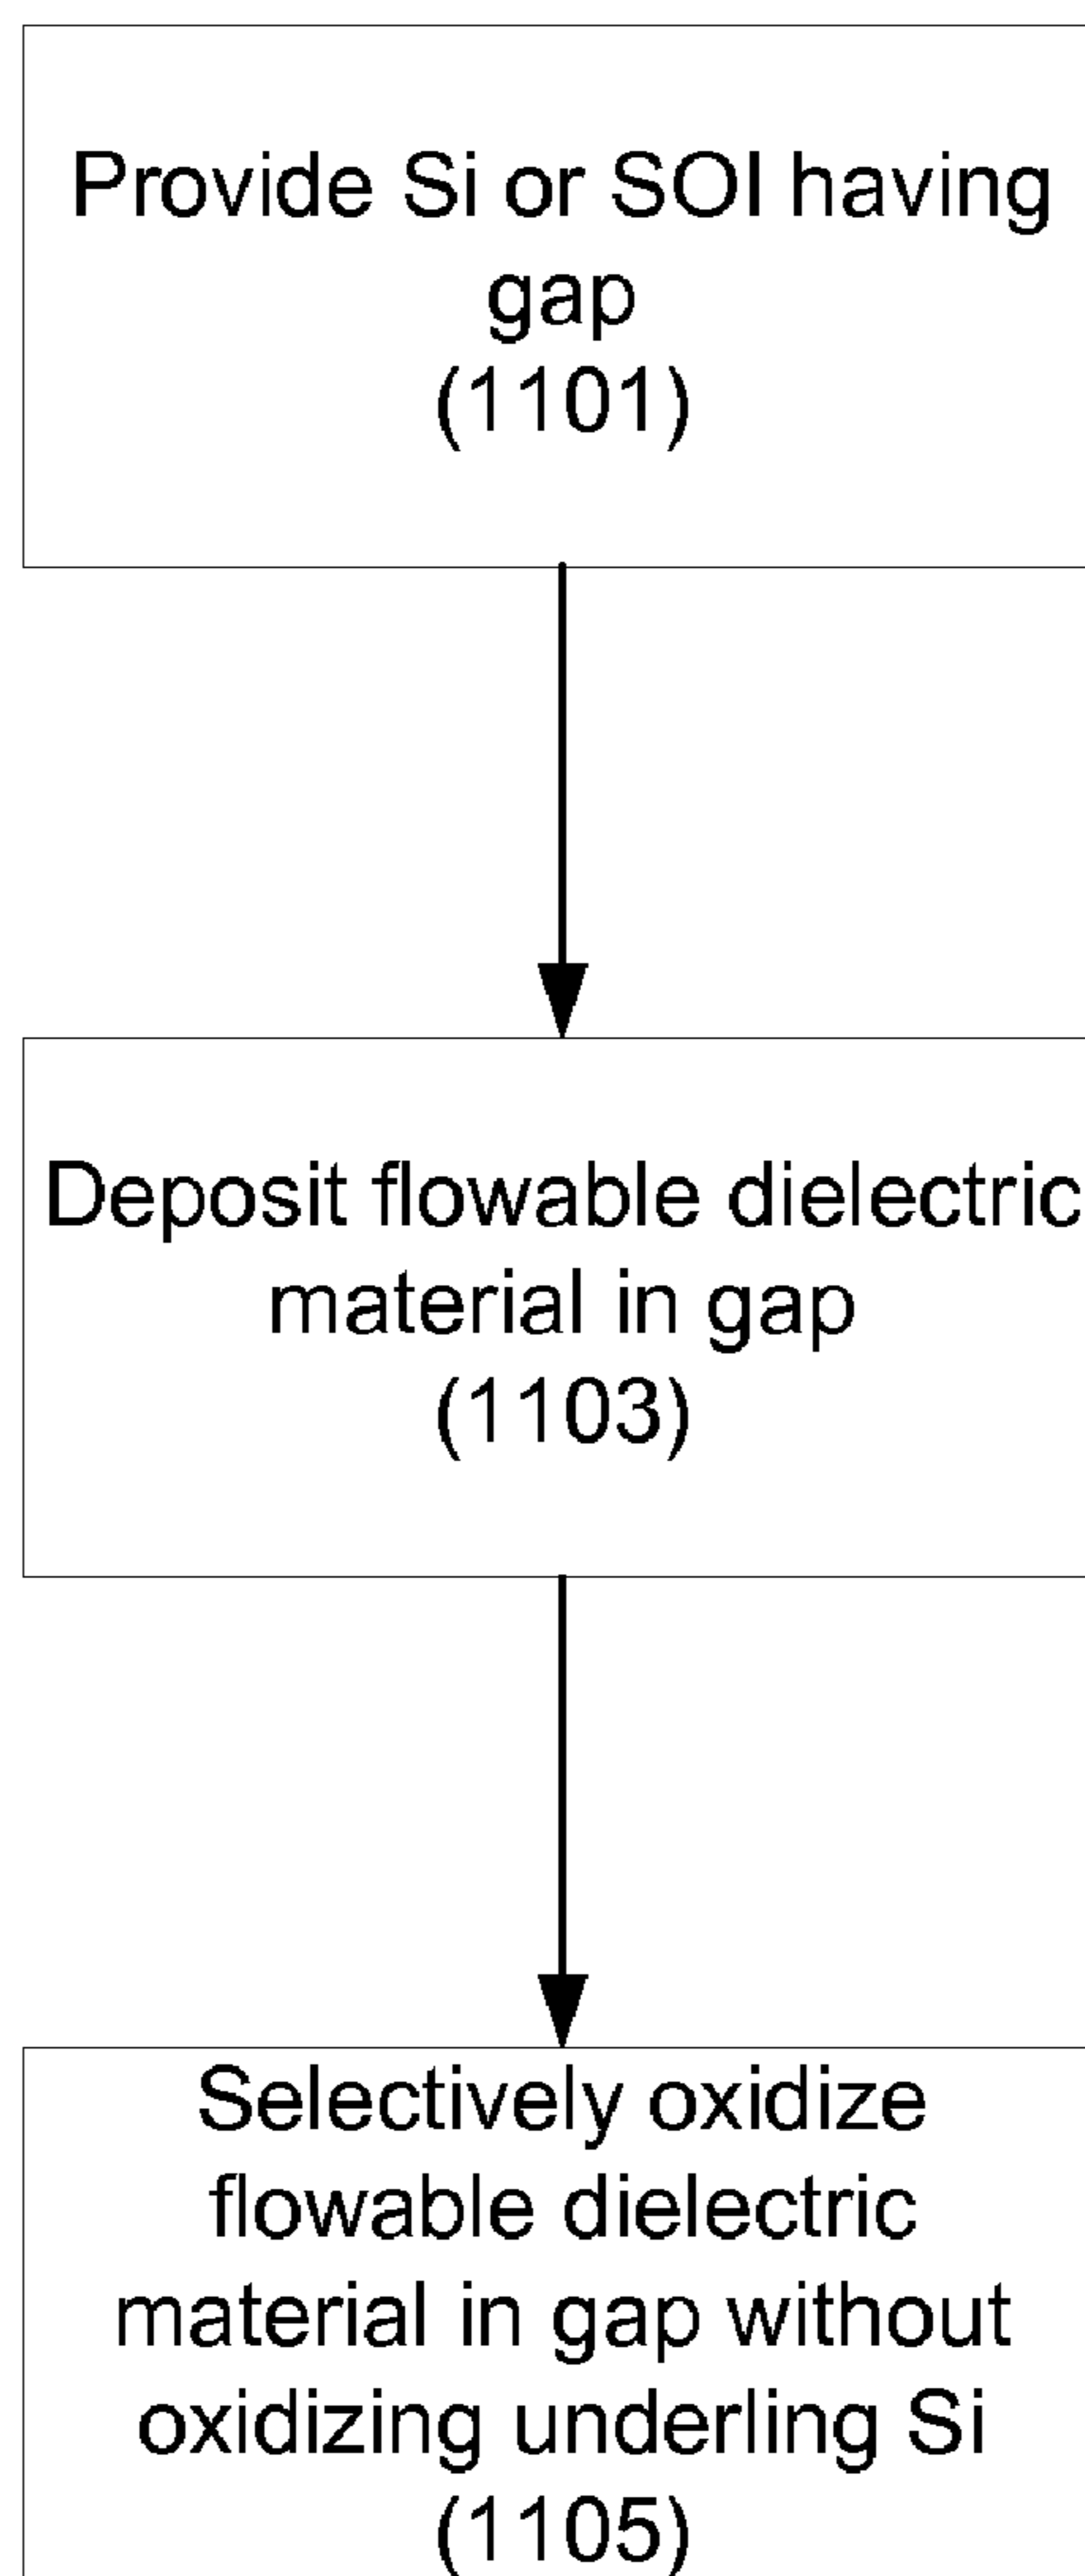 Provide Si or SOI having
gap
(1101)
Deposit flowable dielectric
material in gap
(1103)
Selectively oxidize
flowable dielectric
material in gap without
oxidizing underling Si
(1105)